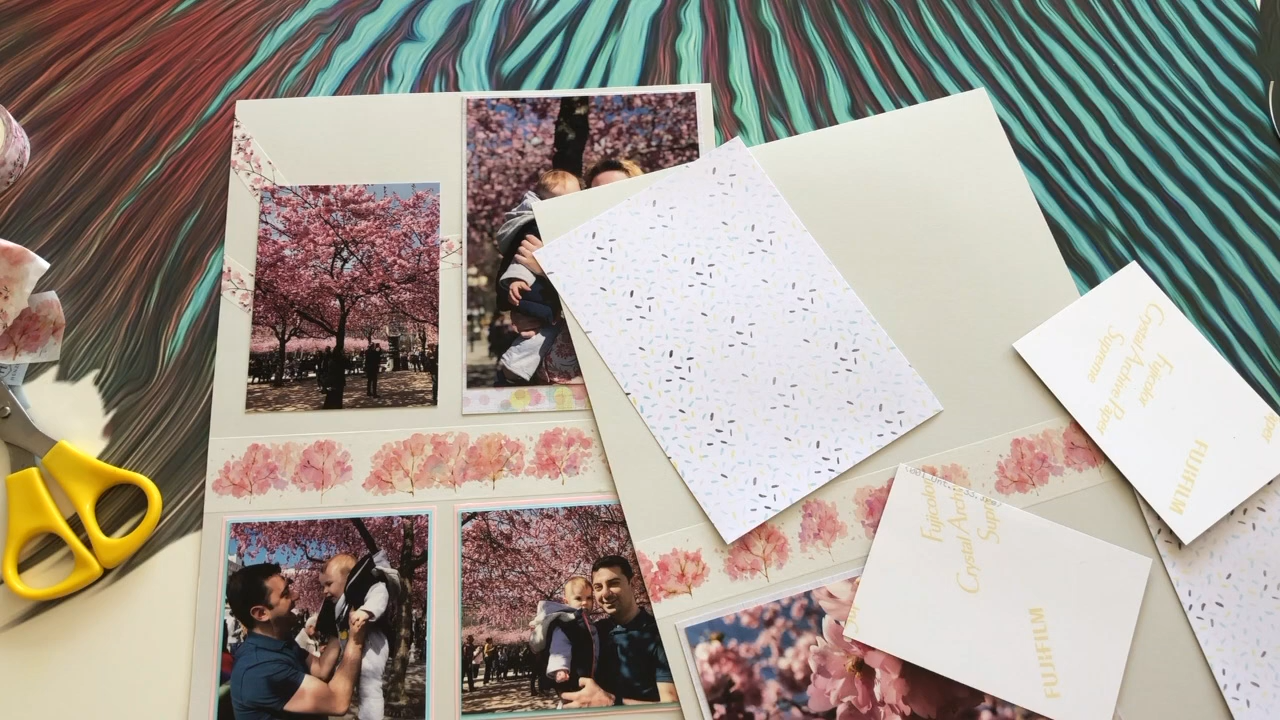 Fujicolor
Crystal Archive Paper
Supreme
FUJIFILM
Fujicolor
Crystal Archi
Supr
FUJIFILM